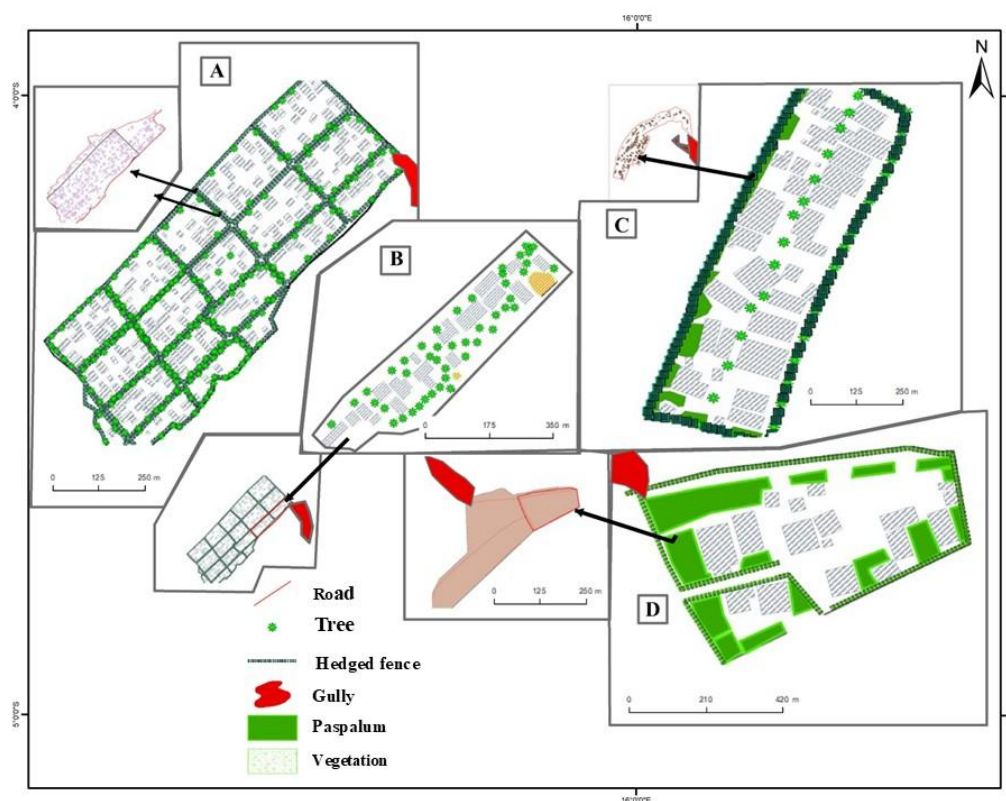 16°0'0"E
N
4°0'0"S
A
C
B
0 125 250 m
0 125 250 m
0 175 350 m
0 125 250 m
D
0 210 420 m
Road
Tree
Hedged fence
Gully
Paspalum
Vegetation
5°0'0"S
16°0'0"E